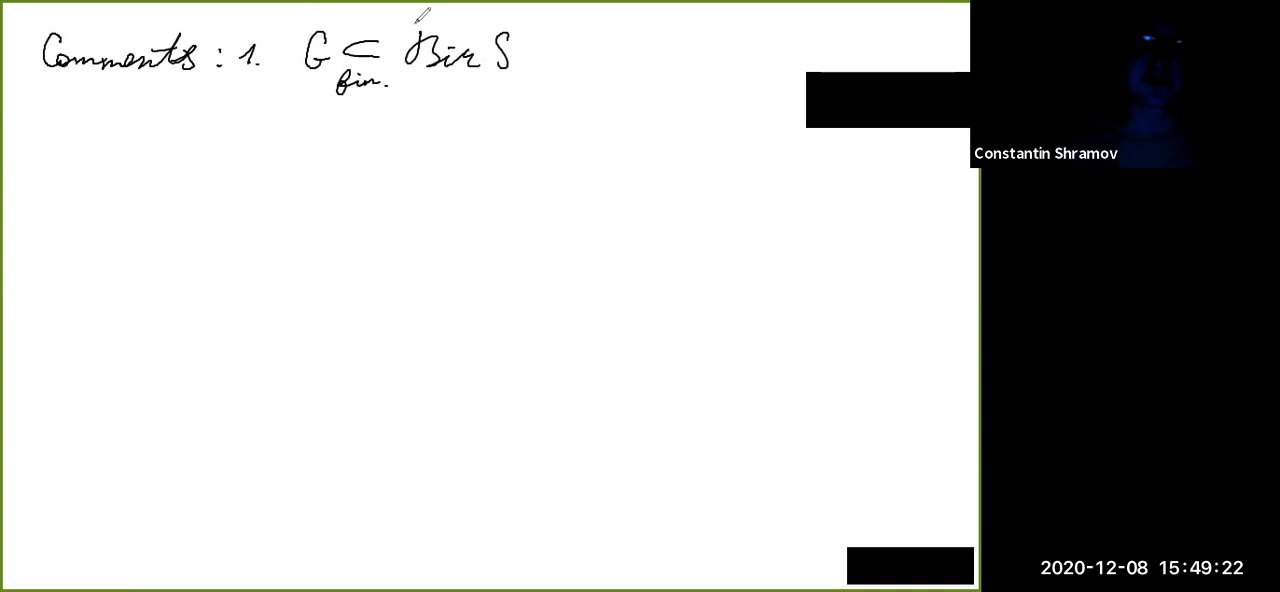 Comments : 1. G ⊂ Bir S
fin.
Constantin Shramov
2020-12-08 15:49:22